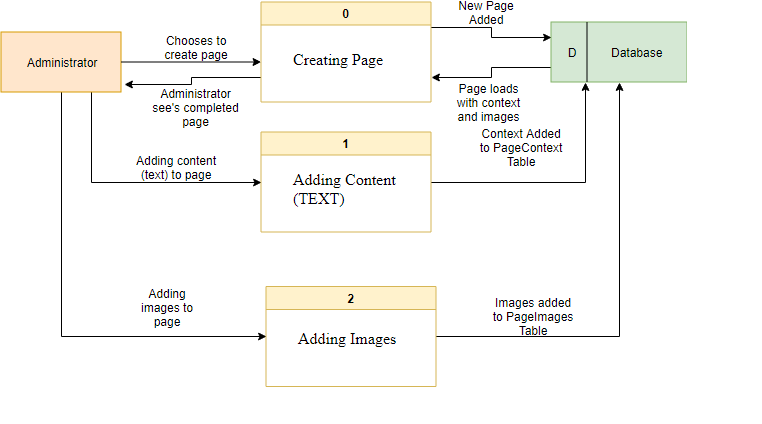 0
New Page
Added
Chooses to
create page
Administrator
Creating Page
D
Database
Administrator
see's completed
page
Page loads
with context
and images
1
Context Added
to PageContext
Table
Adding content
(text) to page
Adding Content
(TEXT)
2
Adding
images to
page
Images added
to PageImages
Table
Adding Images